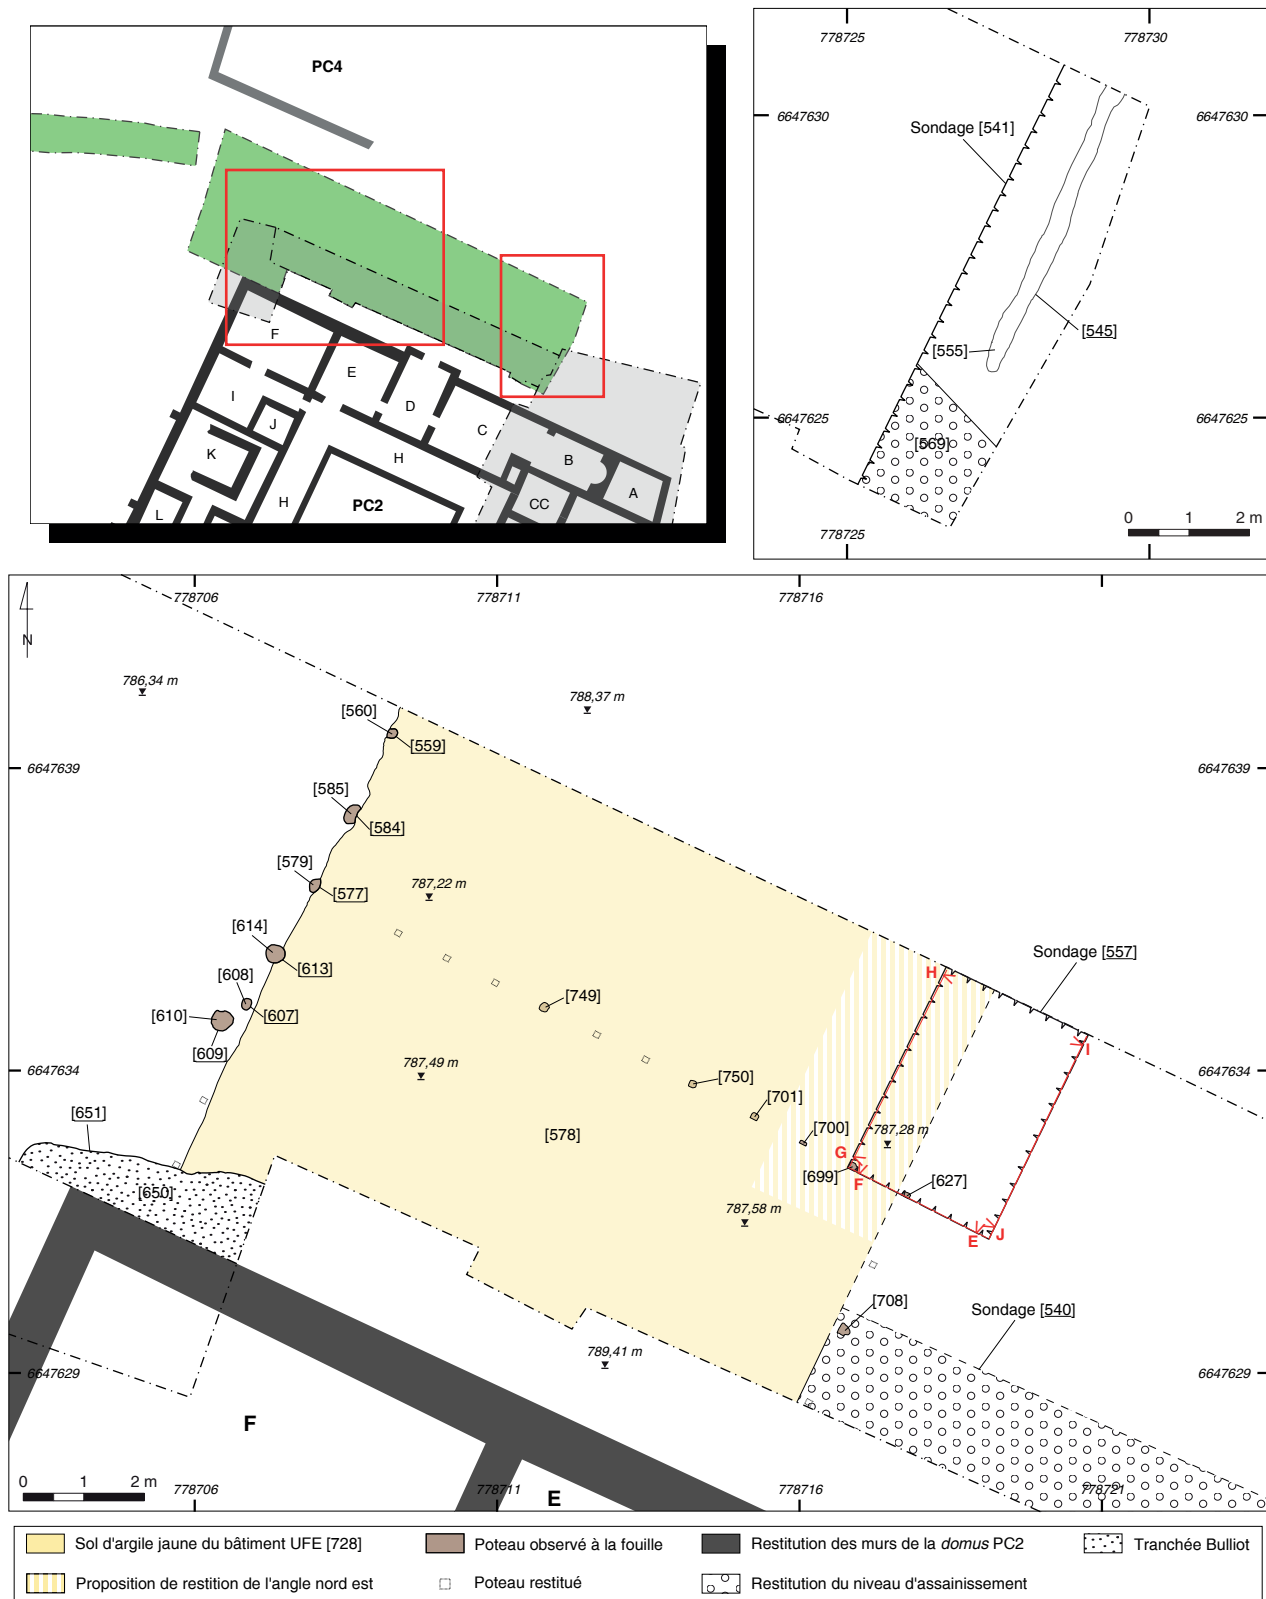 PC4
F
E
I
J
D
C
K
H
B
H
A
PC2
CC
L
778725
778730
6647630
6647630
Sondage [541]
[545]
[555]
6647625
6647625
[569]
778725
0 1 2 m
778706
778711
778716
N
786,34 m
788,37 m
[560]
[559]
6647639
6647639
[585]
[584]
[579]
787,22 m
[577]
[614]
Sondage [557]
[613]
H
[608]
[749]
[610]
[607]
I
[609]
787,49 m
6647634
6647634
[750]
[701]
[651]
[700]
787,28 m
[578]
G
[699]
F
[627]
[650]
787,58 m
E
J
[708]
Sondage [540]
789,41 m
6647629
6647629
F
0 1 2 m
778706
778711
778716
778721
E
Sol d'argile jaune du bâtiment UFE [728]
Poteau observé à la fouille
Restitution des murs de la domus PC2
Tranchée Bulliot
Proposition de restition de l'angle nord est
Poteau restitué
Restitution du niveau d'assainissement